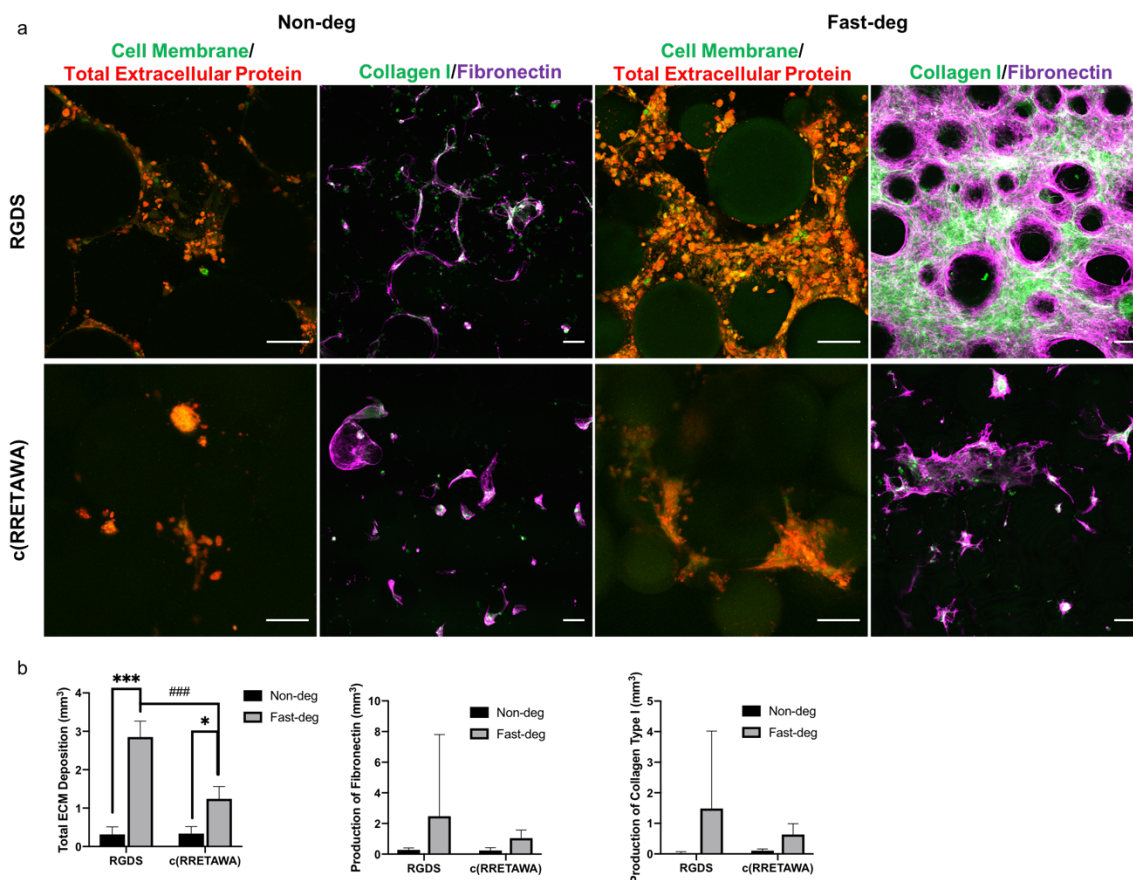 a
Non-deg
Fast-deg
Cell Membrane/
Total Extracellular Protein
Collagen I/Fibronectin
Cell Membrane/
Total Extracellular Protein
Collagen I/Fibronectin
RGDS
c(RRETAWA)
b
Total ECM Deposition (mm³)
4
3
2
1
0
***
###
*
RGDS
c(RRETAWA)
Non-deg
Fast-deg
Production of Fibronectin (mm³)
10
8
6
4
2
0
RGDS
c(RRETAWA)
Non-deg
Fast-deg
Production of Collagen Type I (mm³)
5
4
3
2
1
0
RGDS
c(RRETAWA)
Non-deg
Fast-deg